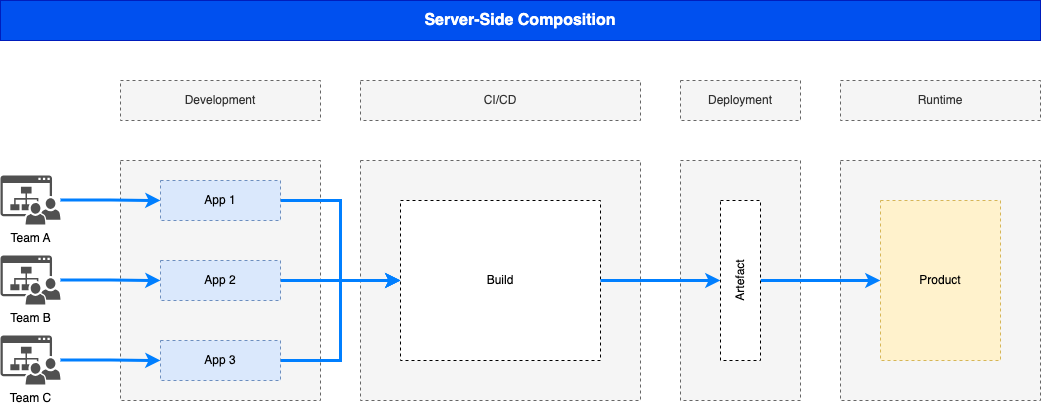 Server-Side Composition
Development
CI/CD
Deployment
Runtime
Team A
App 1
Team B
App 2
Build
Artefact
Product
Team C
App 3